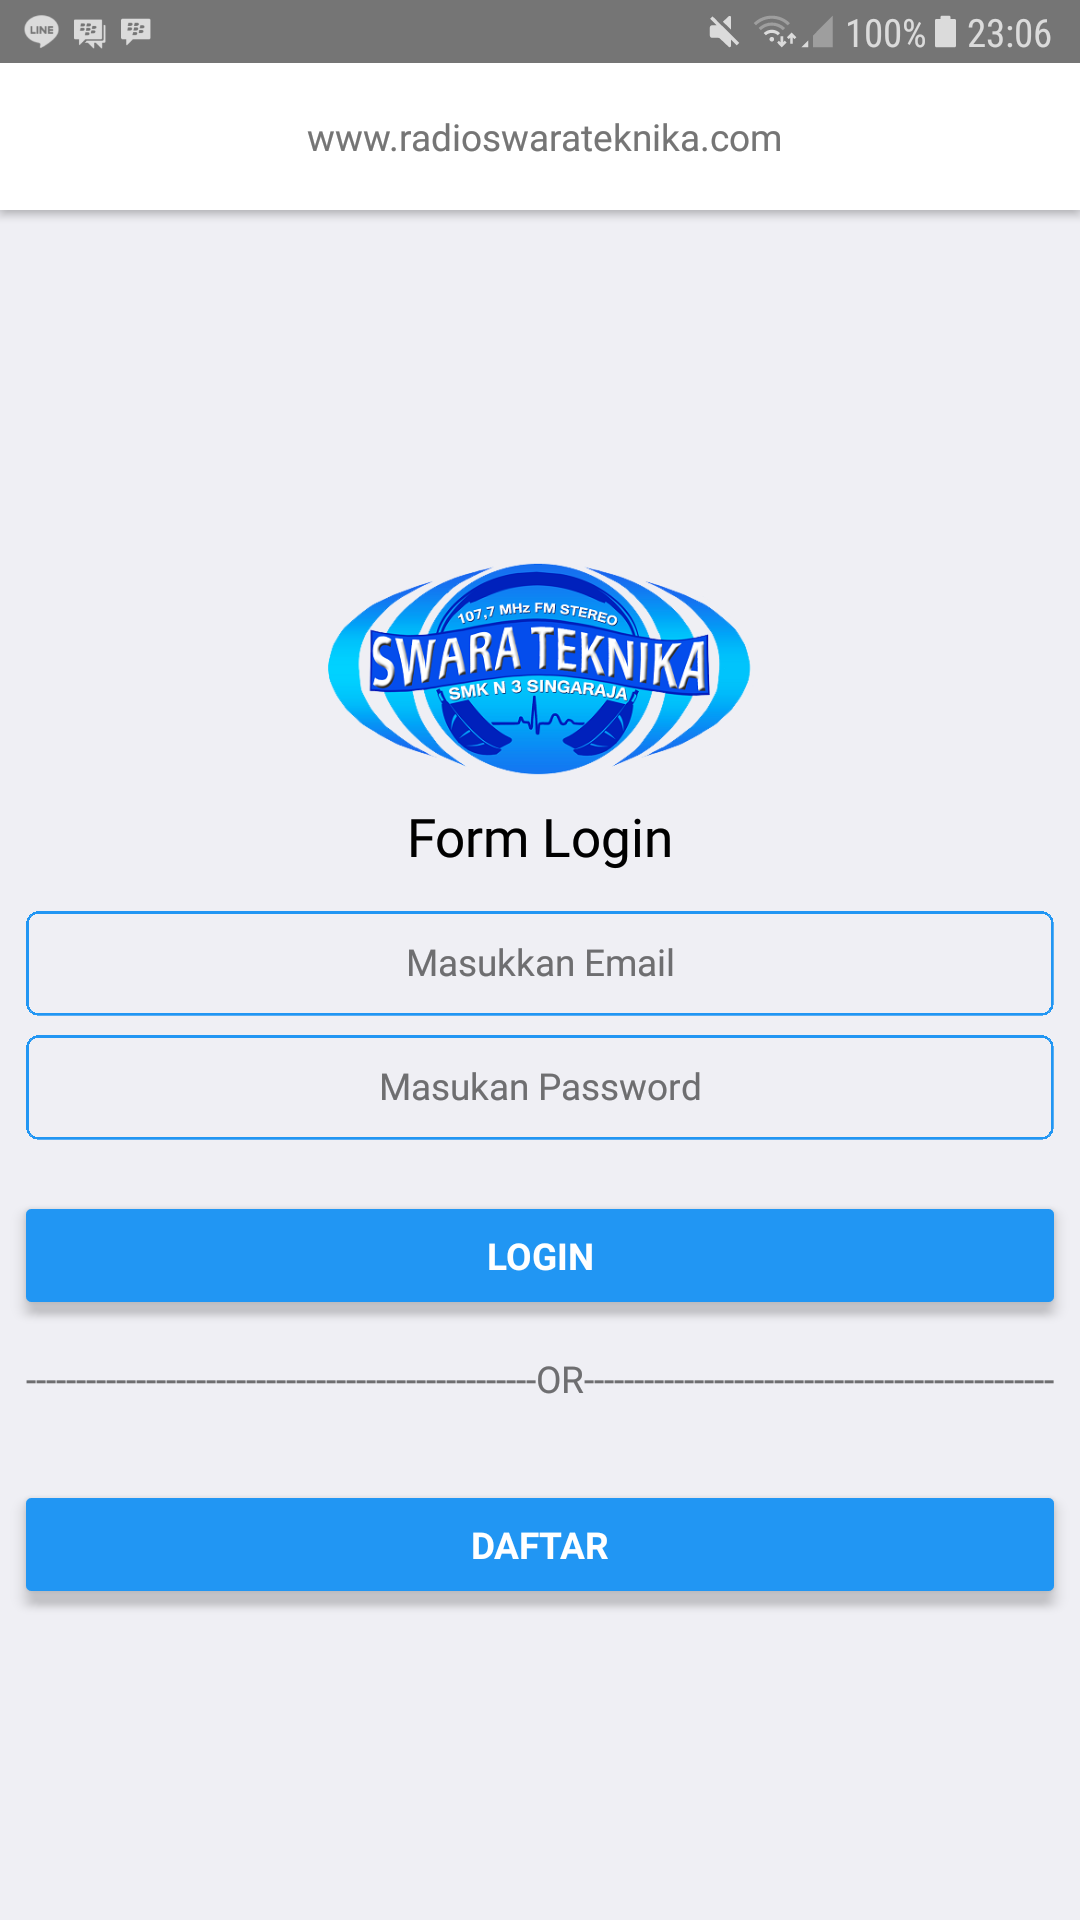 LINE
100% 23:06
www.radioswarateknika.com
107,7 MHz FM STEREO
SWARA TEKNIKA
SMK N 3 SINGARAJA
Form Login
Masukkan Email
Masukan Password
LOGIN
---------------------------------------------------OR-----------------------------------------------
DAFTAR